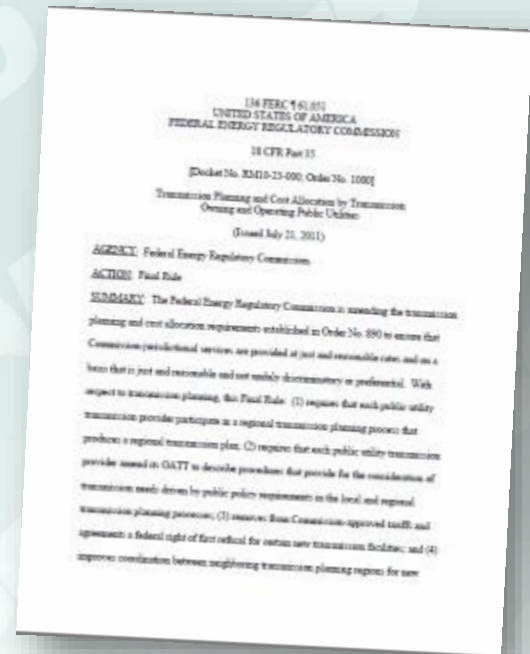 136 FERC ¶ 61,051
UNITED STATES OF AMERICA
FEDERAL ENERGY REGULATORY COMMISSION
18 CFR Part 35
[Docket No. RM10-23-000; Order No. 1000]
Transmission Planning and Cost Allocation by Transmission
Owning and Operating Public Utilities
(Issued July 21, 2011)
AGENCY: Federal Energy Regulatory Commission.
ACTION: Final Rule.
SUMMARY: The Federal Energy Regulatory Commission is amending the transmission
planning and cost allocation requirements established in Order No. 890 to ensure that
Commission-jurisdictional services are provided at just and reasonable rates and on a
basis that is just and reasonable and not unduly discriminatory or preferential. With
respect to transmission planning, this Final Rule: (1) requires that each public utility
transmission provider participate in a regional transmission planning process that
produces a regional transmission plan; (2) requires that each public utility transmission
provider amend its OATT to describe procedures that provide for the consideration of
transmission needs driven by public policy requirements in the local and regional
transmission planning processes; (3) removes from Commission-approved tariffs and
agreements a federal right of first refusal for certain new transmission facilities; and (4)
improves coordination between neighboring transmission planning regions for new